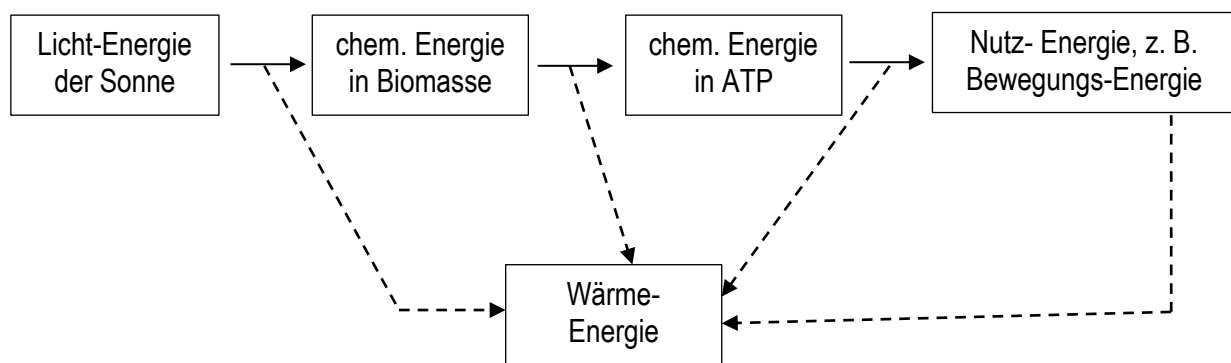 Licht-Energie
der Sonne
chem. Energie
in Biomasse
chem. Energie
in ATP
Nutz- Energie, z. B.
Bewegungs-Energie
Wärme-
Energie